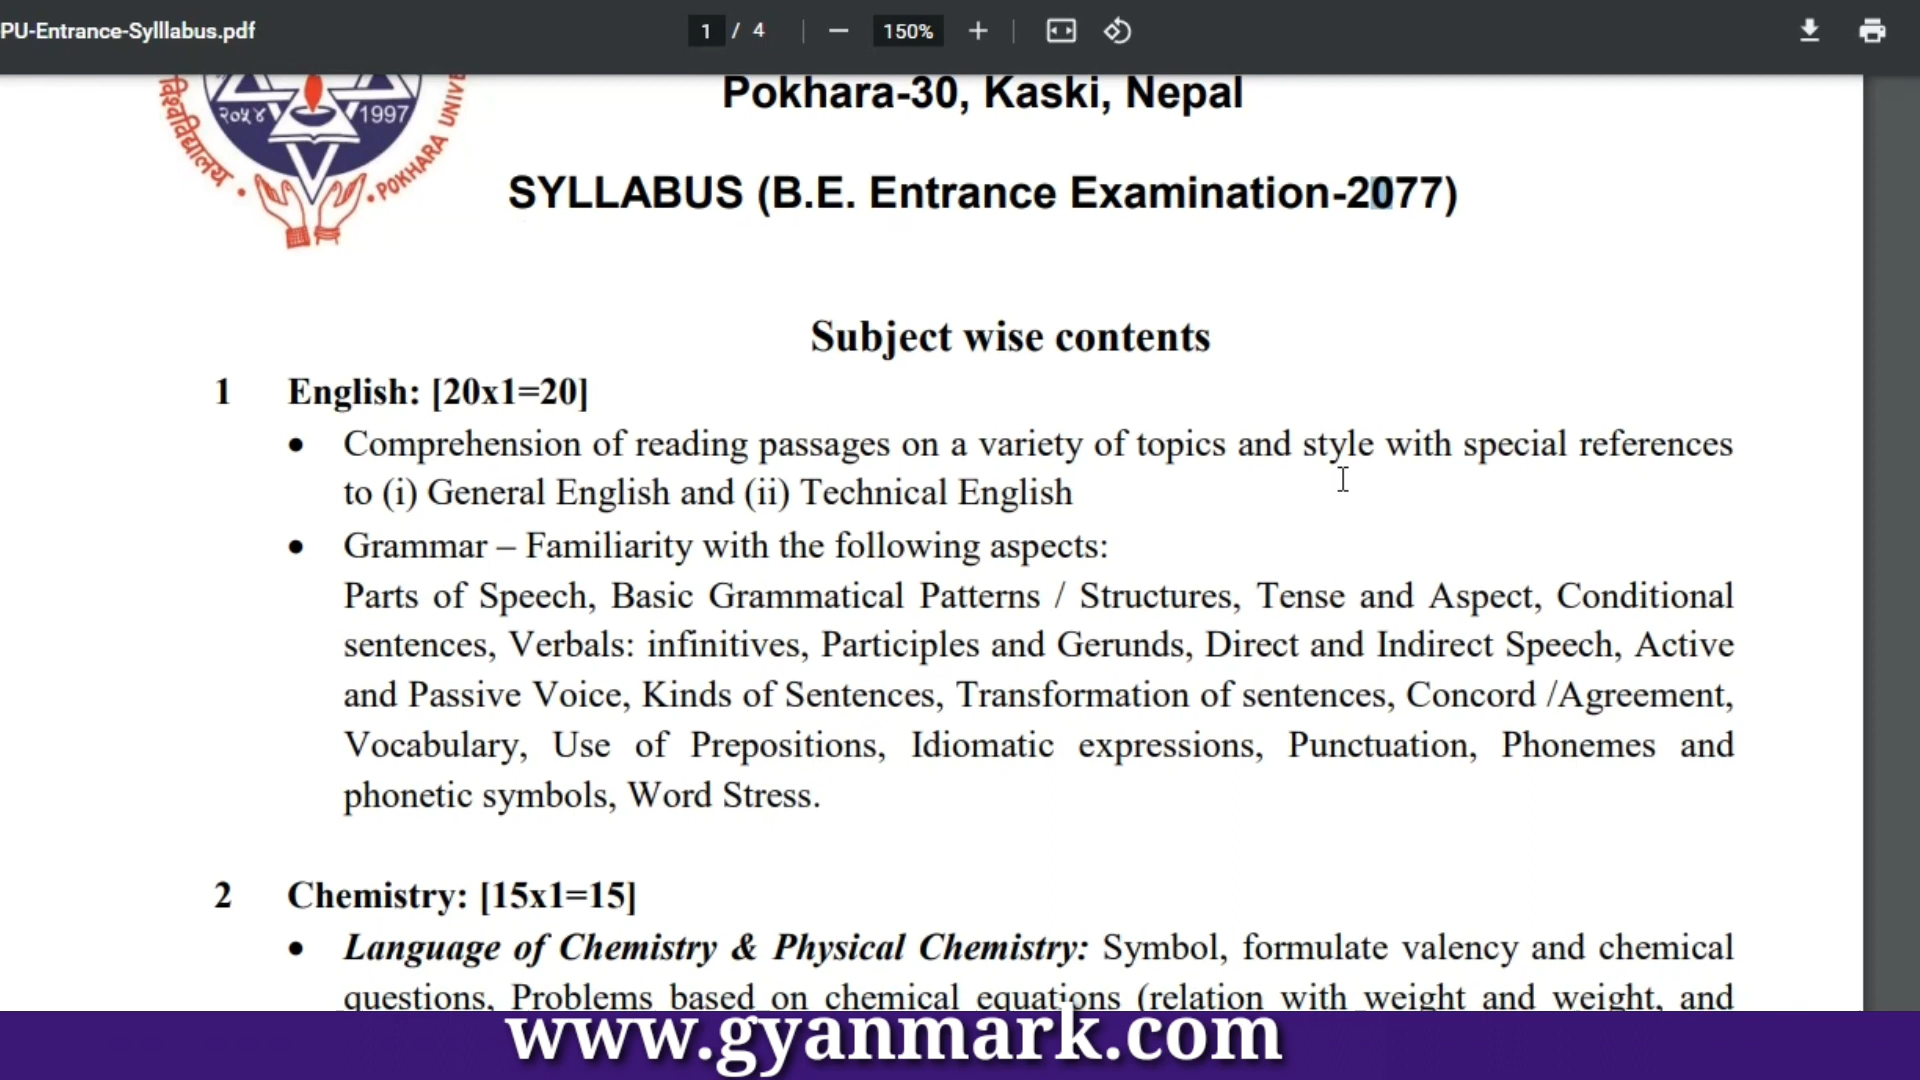 PU-Entrance-Sylllabus.pdf
1 / 4
150%
विश्वविद्यालय
POKHARA UNIVE
२०५४
1997
Pokhara-30, Kaski, Nepal
SYLLABUS (B.E. Entrance Examination-2077)
Subject wise contents
1 English: [20x1=20]
• Comprehension of reading passages on a variety of topics and style with special references
to (i) General English and (ii) Technical English
• Grammar – Familiarity with the following aspects:
Parts of Speech, Basic Grammatical Patterns / Structures, Tense and Aspect, Conditional
sentences, Verbals: infinitives, Participles and Gerunds, Direct and Indirect Speech, Active
and Passive Voice, Kinds of Sentences, Transformation of sentences, Concord /Agreement,
Vocabulary, Use of Prepositions, Idiomatic expressions, Punctuation, Phonemes and
phonetic symbols, Word Stress.
2 Chemistry: [15x1=15]
• Language of Chemistry & Physical Chemistry: Symbol, formulate valency and chemical
questions, Problems based on chemical equations (relation with weight and weight, and
www.gyanmark.com